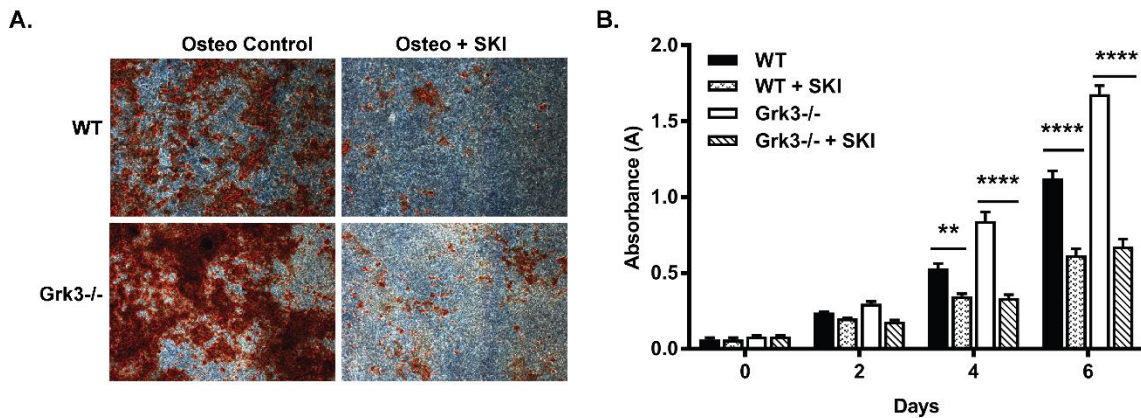 A.
Osteo Control
Osteo + SKI
WT
Grk3-/-
B.
2.0
1.5
1.0
0.5
0.0
Absorbance (A)
WT
WT + SKI
Grk3-/-
Grk3-/- + SKI
**
****
****
****
0
2
4
6
Days